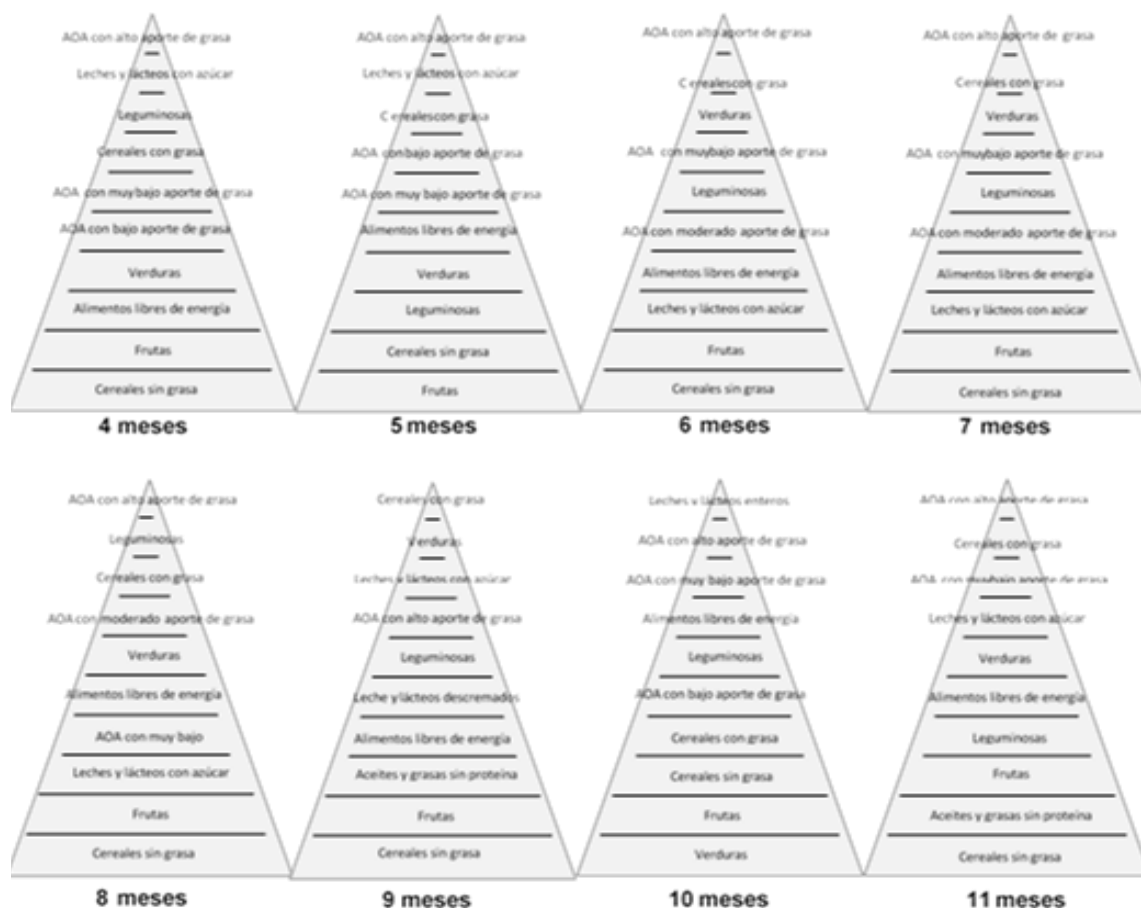 AOA con alto aporte de grasa
Leches y lácteos con azúcar
Leguminosas
Cereales con grasa
AOA con muy bajo aporte de grasa
AOA con bajo aporte de grasa
Verduras
Alimentos libres de energía
Frutas
Cereales sin grasa
4 meses
AOA con alto aporte de grasa
Leches y lácteos con azúcar
C erealescon grasa
AOA con bajo aporte de grasa
AOA con muy bajo aporte de grasa
Alimentos libres de energía
Verduras
Leguminosas
Cereales sin grasa
Frutas
5 meses
AOA con alto aporte de grasa
C erealescon grasa
Verduras
AOA con muybajo aporte de grasa
Leguminosas
AOA con moderado aporte de grasa
Alimentos libres de energía
Leches y lácteos con azúcar
Frutas
Cereales sin grasa
6 meses
AOA con alto aporte de grasa
Cereales con grasa
Verduras
AOA con muybajo aporte de grasa
Leguminosas
AOA con moderado aporte de grasa
Alimentos libres de energía
Leches y lácteos con azúcar
Frutas
Cereales sin grasa
7 meses
AOA con alto aporte de grasa
Leguminosas
Cereales con grasa
AOA con moderado aporte de grasa
Verduras
Alimentos libres de energía
AOA con muy bajo
Leches y lácteos con azúcar
Frutas
Cereales sin grasa
8 meses
Cereales con grasa
Verduras
Leches y lácteos con azúcar
AOA con alto aporte de grasa
Leguminosas
Leche y lácteos descremados
Alimentos libres de energía
Aceites y grasas sin proteína
Frutas
Cereales sin grasa
9 meses
Leches y lácteos enteros
AOA con alto aporte de grasa
AOA con muy bajo aporte de grasa
Alimentos libres de energía
Leguminosas
AOA con bajo aporte de grasa
Cereales con grasa
Cereales sin grasa
Frutas
Verduras
10 meses
AOA con alto aporte de grasa
Cereales con grasa
AOA con muybajo aporte de grasa
Leches y lácteos con azúcar
Verduras
Alimentos libres de energía
Leguminosas
Frutas
Aceites y grasas sin proteína
Cereales sin grasa
11 meses